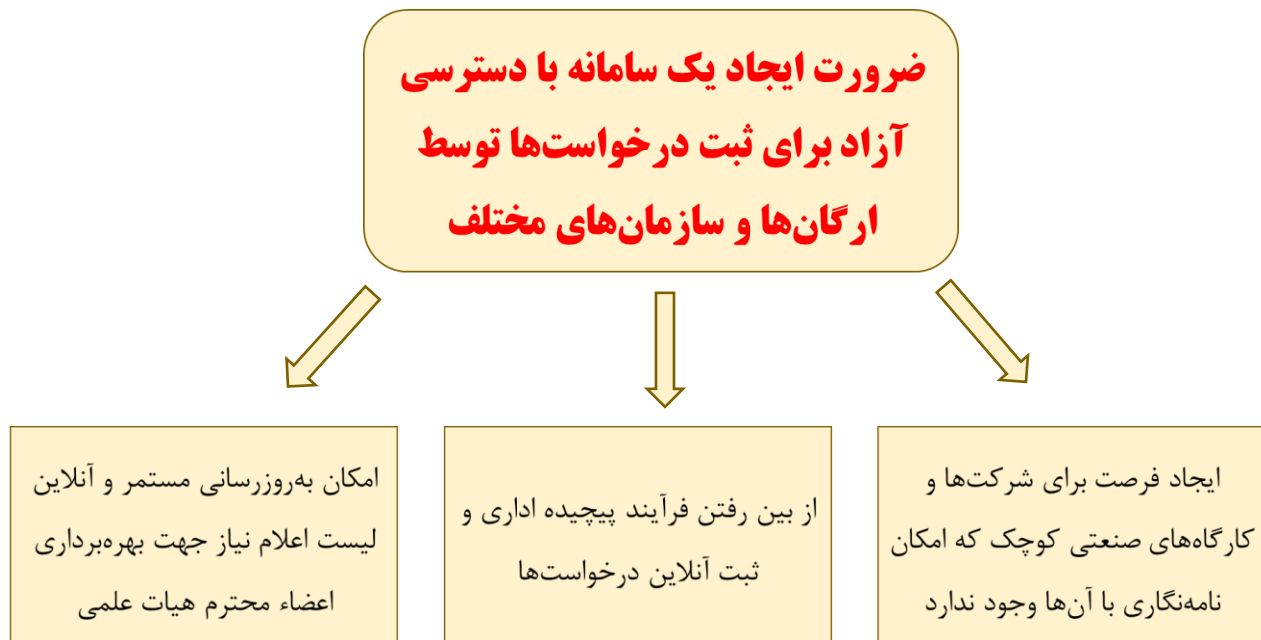 ضرورت ایجاد یک سامانه با دسترسی
آزاد برای ثبت درخواست‌ها توسط
ارگان‌ها و سازمان‌های مختلف
ایجاد فرصت برای شرکت‌ها و
کارگاه‌های صنعتی کوچک که امکان
نامه‌نگاری با آن‌ها وجود ندارد
از بین رفتن فرآیند پیچیده اداری و
ثبت آنلاین درخواست‌ها
امکان به‌روزرسانی مستمر و آنلاین
لیست اعلام نیاز جهت بهره‌برداری
اعضاء محترم هیات علمی